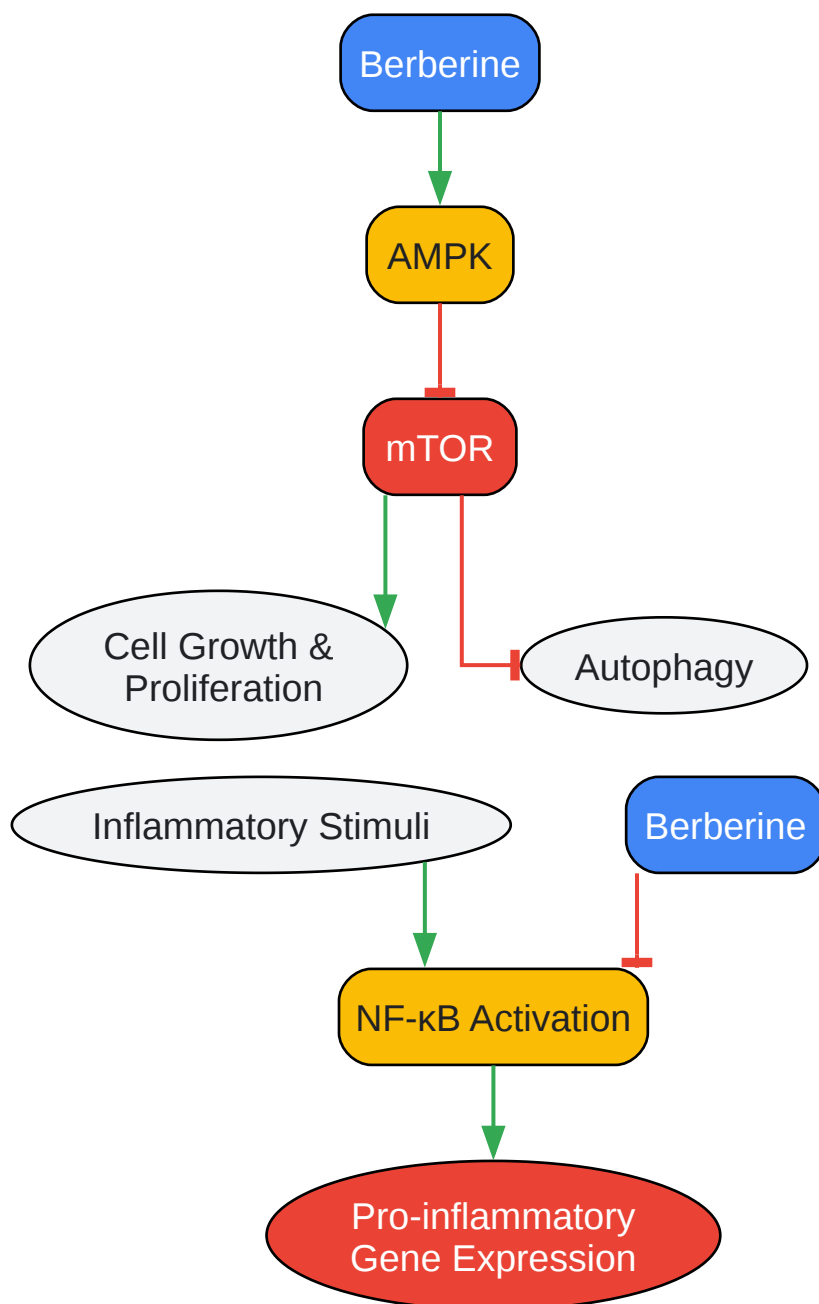 Berberine
AMPK
mTOR
Cell Growth &
Proliferation
Autophagy
Inflammatory Stimuli
Berberine
NF-κB Activation
Pro-inflammatory
Gene Expression